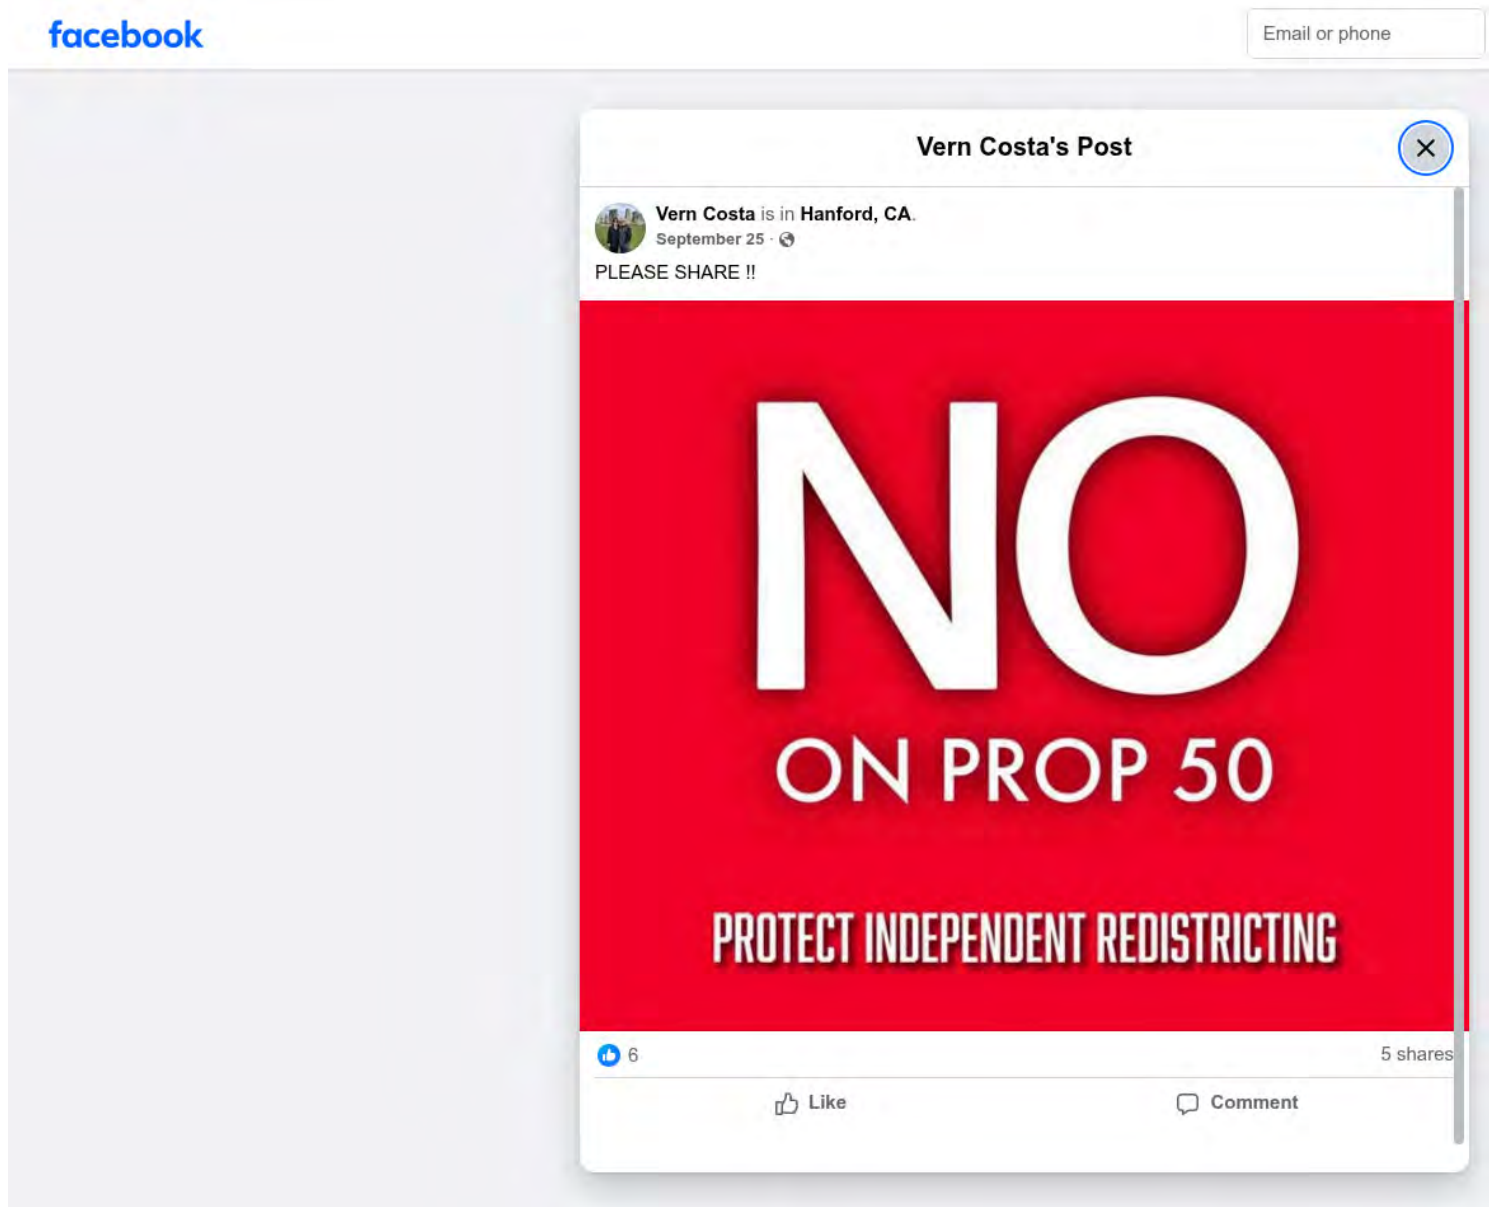 facebook
Email or phone
Vern Costa's Post
Vern Costa is in Hanford, CA.
September 25 ·
PLEASE SHARE !!
NO
ON PROP 50
PROTECT INDEPENDENT REDISTRICTING
6
5 shares
Like
Comment